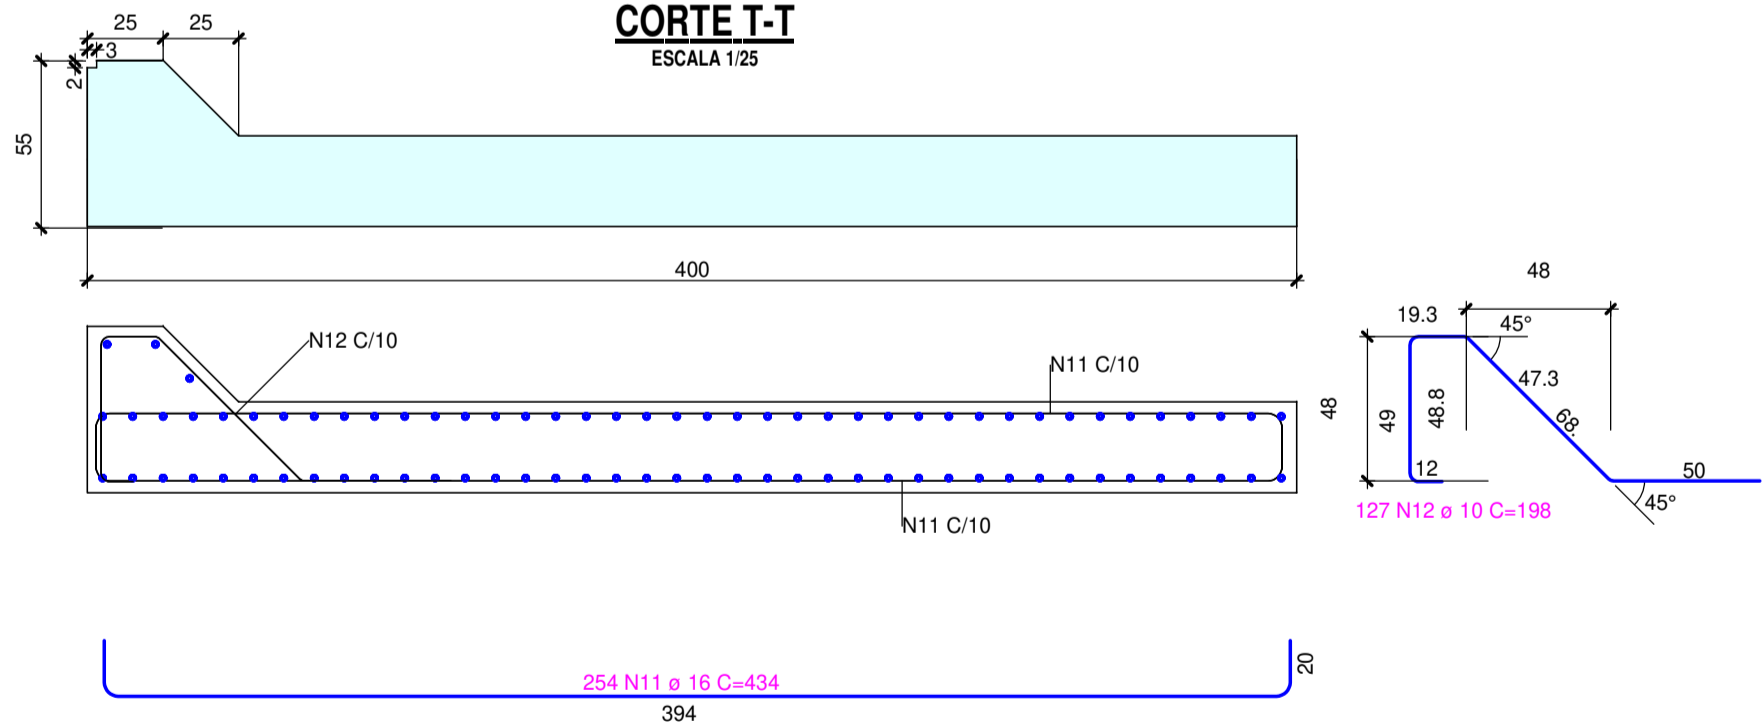 CORTE T-T
ESCALA 1/25
25
25
3
2
55
400
N12 C/10
N11 C/10
N11 C/10
48
19.3
45°
47.3
48
49
48.8
68.
12
50
45°
127 N12 ø 10 C=198
254 N11 ø 16 C=434
20
394